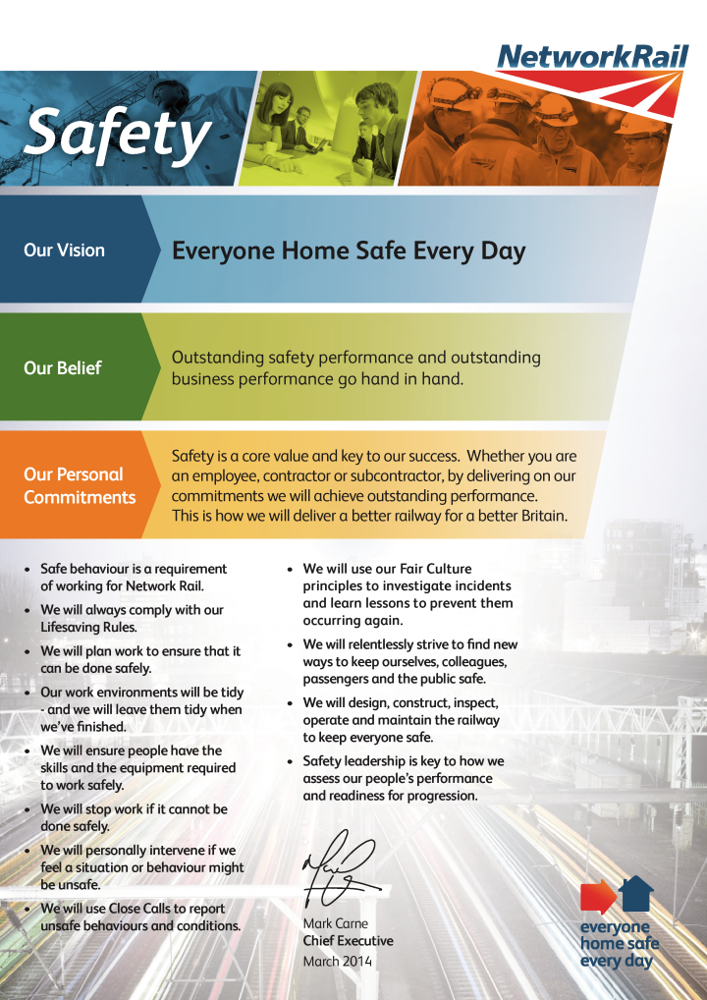 NetworkRail
Safety
Our Vision
Everyone Home Safe Every Day
Our Belief
Outstanding safety performance and outstanding
business performance go hand in hand.
Our Personal
Commitments
Safety is a core value and key to our success.  Whether you are
an employee, contractor or subcontractor, by delivering on our
commitments we will achieve outstanding performance.
This is how we will deliver a better railway for a better Britain.
• Safe behaviour is a requirement
of working for Network Rail.
• We will always comply with our
Lifesaving Rules.
• We will plan work to ensure that it
can be done safely.
• Our work environments will be tidy
- and we will leave them tidy when
we've finished.
• We will ensure people have the
skills and the equipment required
to work safely.
• We will stop work if it cannot be
done safely.
• We will personally intervene if we
feel a situation or behaviour might
be unsafe.
• We will use Close Calls to report
unsafe behaviours and conditions.
• We will use our Fair Culture
principles to investigate incidents
and learn lessons to prevent them
occurring again.
• We will relentlessly strive to find new
ways to keep ourselves, colleagues,
passengers and the public safe.
• We will design, construct, inspect,
operate and maintain the railway
to keep everyone safe.
• Safety leadership is key to how we
assess our people's performance
and readiness for progression.
Mark Carne
Chief Executive
March 2014
everyone
home safe
every day